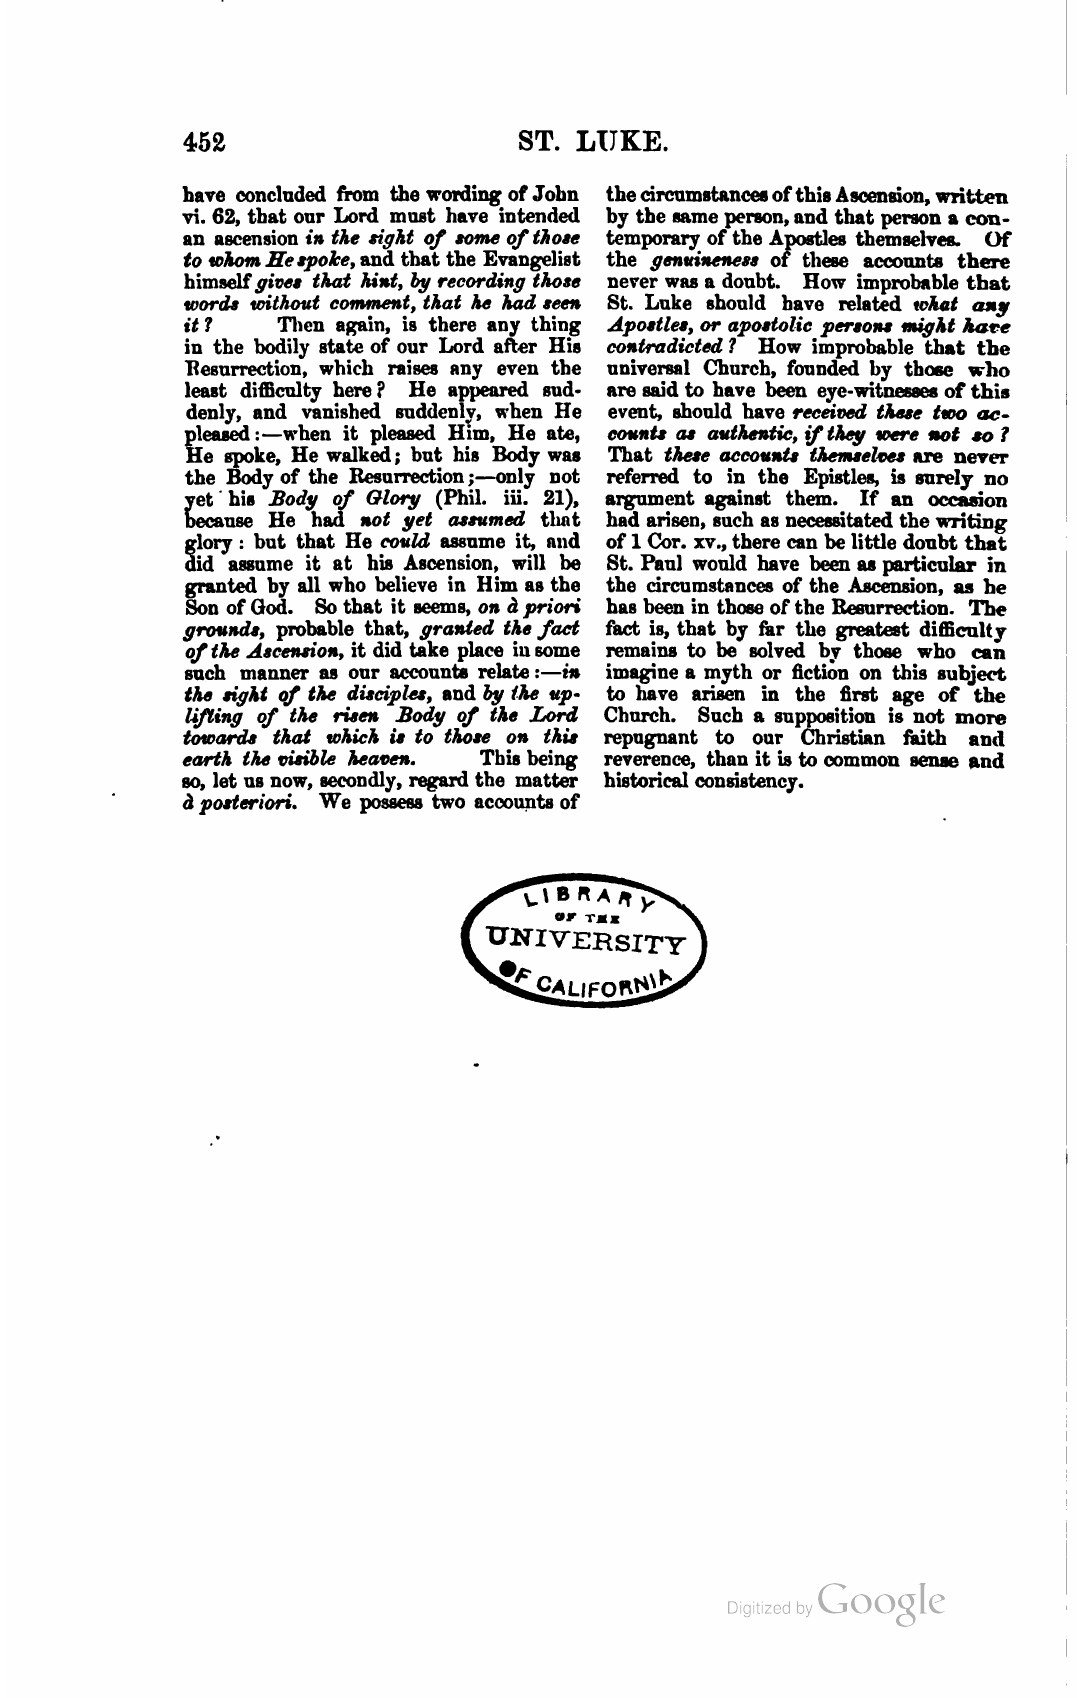 452
ST. LUKE.
have concluded from the wording of John
vi. 62, that our Lord must have intended
an ascension in the sight of some of those
to whom He spoke, and that the Evangelist
himself gives that hint, by recording those
words without comment, that he had seen
it? Then again, is there any thing
in the bodily state of our Lord after His
Resurrection, which raises any even the
least difficulty here? He appeared sud-
denly, and vanished suddenly, when He
pleased:—when it pleased Him, He ate,
He spoke, He walked; but his Body was
the Body of the Resurrection;—only not
yet his Body of Glory (Phil. iii. 21),
because He had not yet assumed that
glory: but that He could assume it, and
did assume it at his Ascension, will be
granted by all who believe in Him as the
Son of God. So that it seems, on à priori
grounds, probable that, granted the fact
of the Ascension, it did take place in some
such manner as our accounts relate:—in
the sight of the disciples, and by the up-
lifting of the risen Body of the Lord
towards that which is to those on this
earth the visible heaven. This being
so, let us now, secondly, regard the matter
à posteriori. We possess two accounts of
the circumstances of this Ascension, written
by the same person, and that person a con-
temporary of the Apostles themselves. Of
the genuineness of these accounts there
never was a doubt. How improbable that
St. Luke should have related what any
Apostles, or apostolic persons might have
contradicted? How improbable that the
universal Church, founded by those who
are said to have been eye-witnesses of this
event, should have received these two ac-
counts as authentic, if they were not so?
That these accounts themselves are never
referred to in the Epistles, is surely no
argument against them. If an occasion
had arisen, such as necessitated the writing
of 1 Cor. xv., there can be little doubt that
St. Paul would have been as particular in
the circumstances of the Ascension, as he
has been in those of the Resurrection. The
fact is, that by far the greatest difficulty
remains to be solved by those who can
imagine a myth or fiction on this subject
to have arisen in the first age of the
Church. Such a supposition is not more
repugnant to our Christian faith and
reverence, than it is to common sense and
historical consistency.
LIBRARY
OF THE
UNIVERSITY
OF CALIFORNIA
Digitized by Google